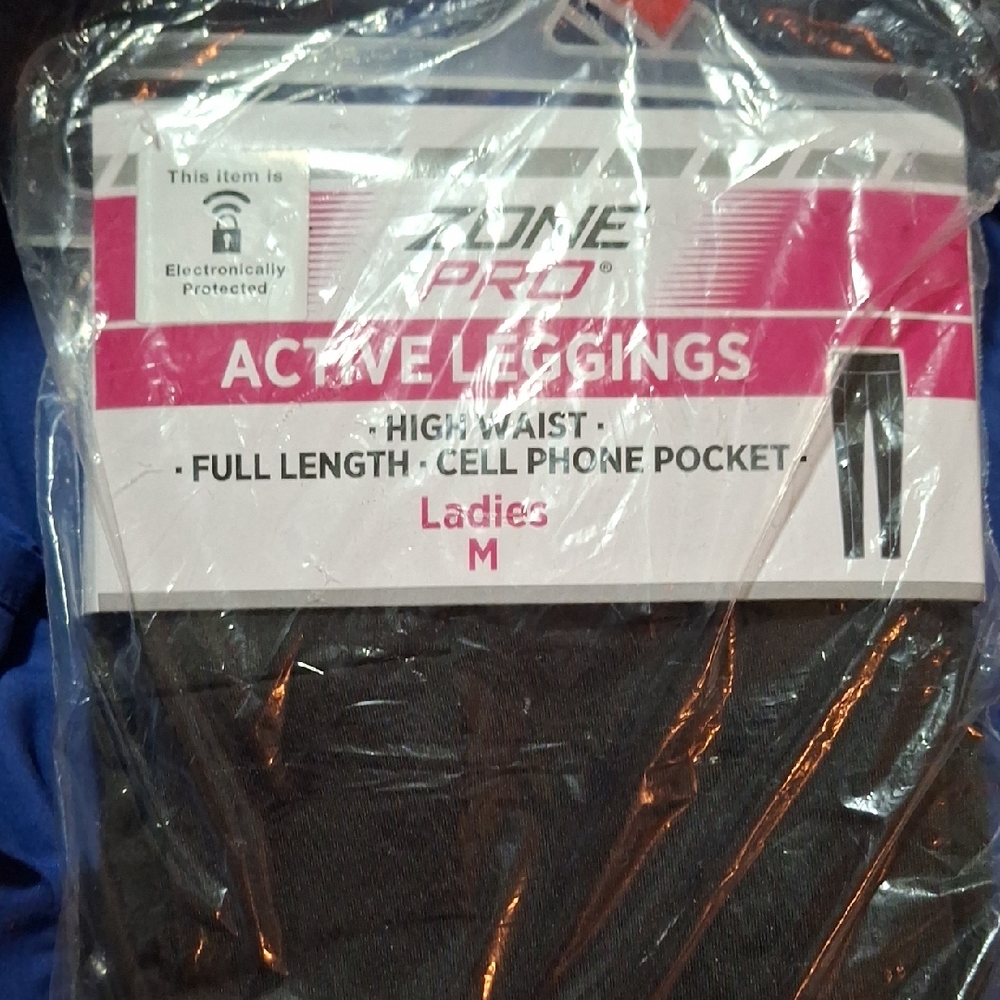 This item is
Electronically
Protected
ZONE
PRO®
ACTIVE LEGGINGS
· HIGH WAIST ·
· FULL LENGTH · CELL PHONE POCKET ·
Ladies
M